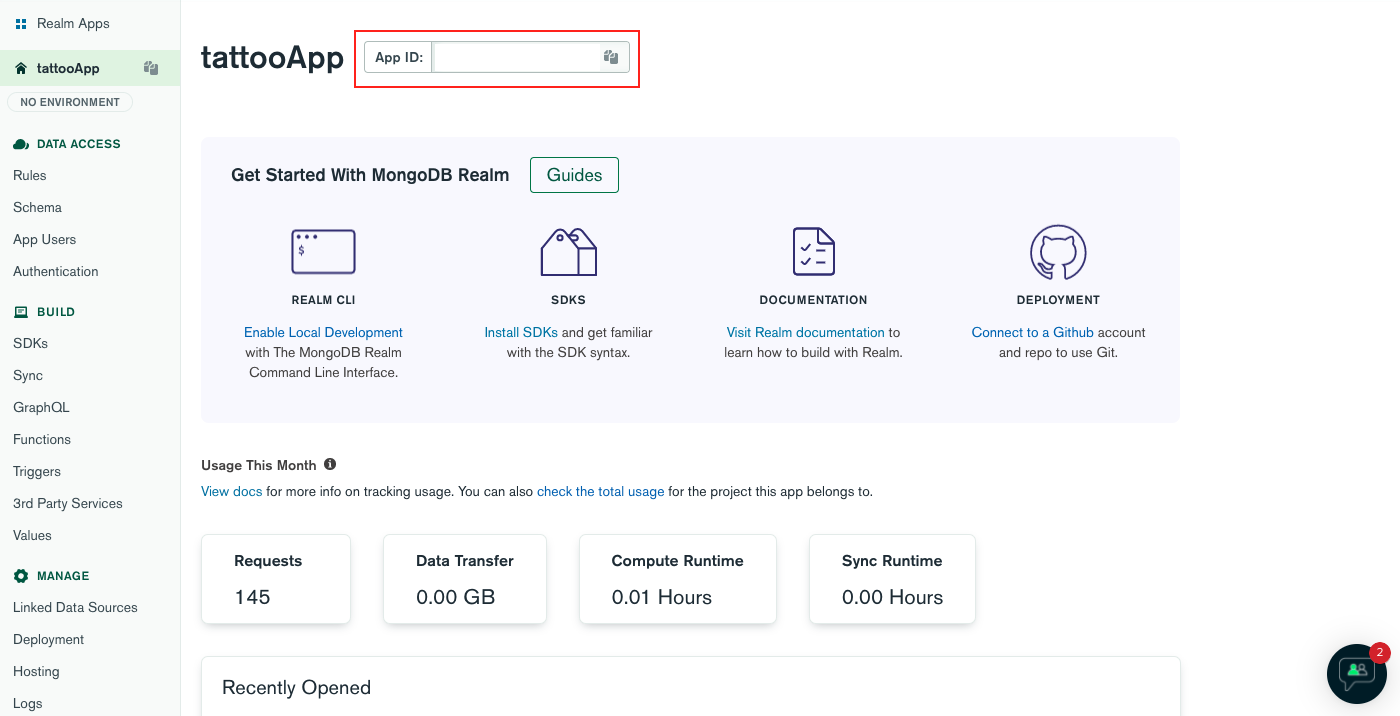 Realm Apps
tattooApp
NO ENVIRONMENT
DATA ACCESS
Rules
Schema
App Users
Authentication
BUILD
SDKs
Sync
GraphQL
Functions
Triggers
3rd Party Services
Values
MANAGE
Linked Data Sources
Deployment
Hosting
Logs
tattooApp
App ID:
Get Started With MongoDB Realm
Guides
$
REALM CLI
Enable Local Development
with The MongoDB Realm
Command Line Interface.
SDKS
Install SDKs and get familiar
with the SDK syntax.
DOCUMENTATION
Visit Realm documentation to
learn how to build with Realm.
DEPLOYMENT
Connect to a Github account
and repo to use Git.
Usage This Month
View docs for more info on tracking usage. You can also check the total usage for the project this app belongs to.
Requests
145
Data Transfer
0.00 GB
Compute Runtime
0.01 Hours
Sync Runtime
0.00 Hours
Recently Opened
2